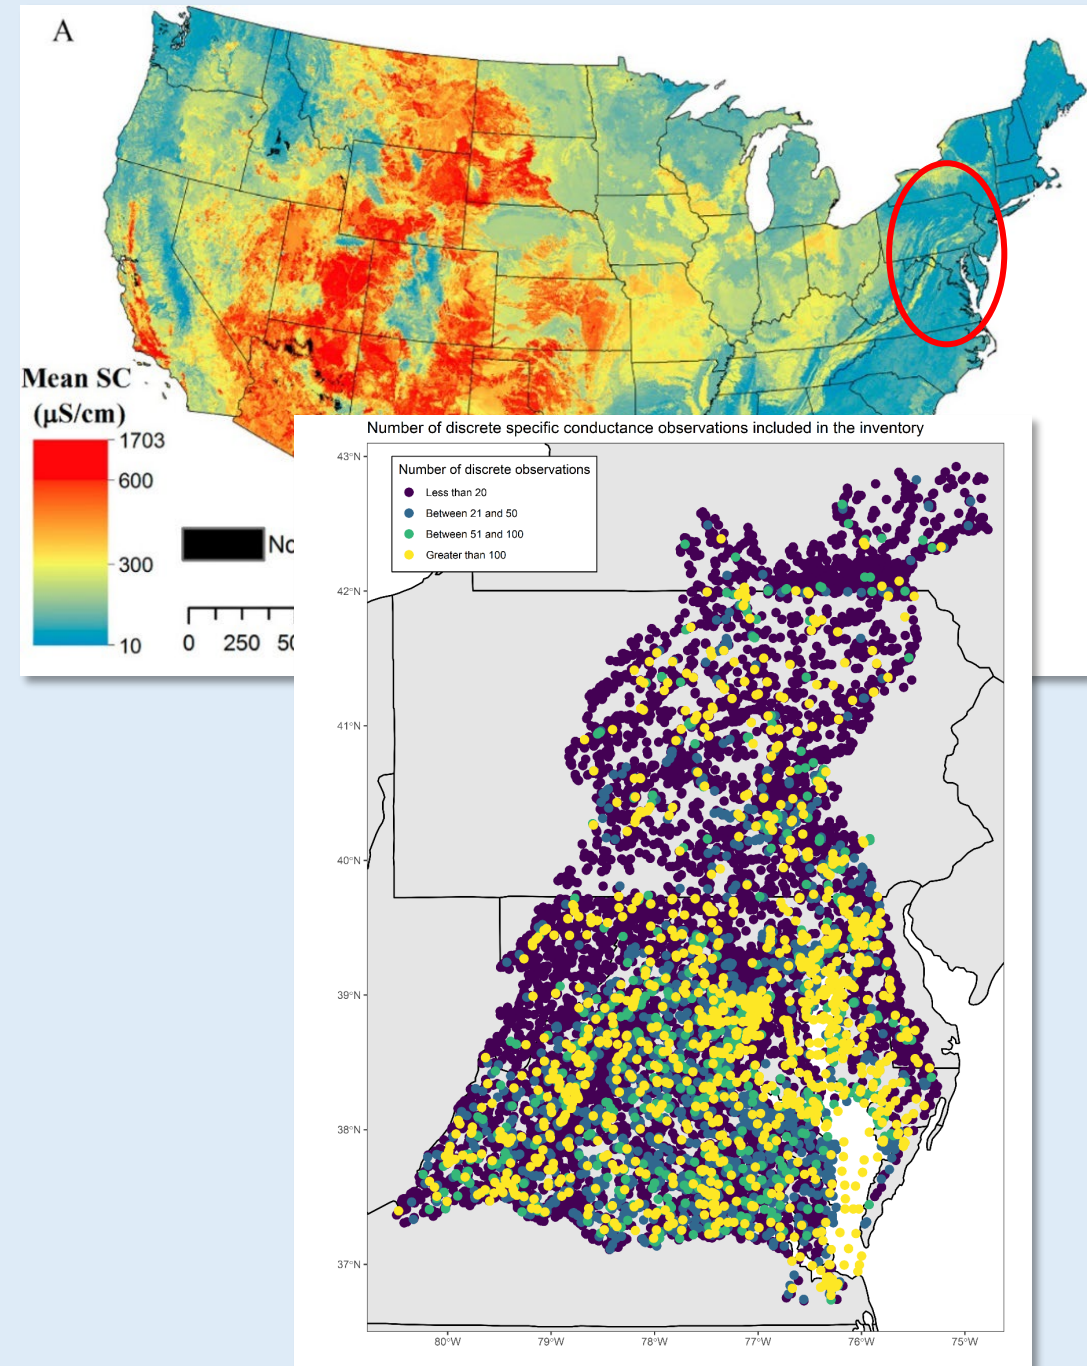 A
Mean SC
(µS/cm)
1703
600
300
10
0 250
Number of discrete specific conductance observations included in the inventory
Number of discrete observations
Less than 20
Between 21 and 50
Between 51 and 100
Greater than 100
43°N
42°N
41°N
40°N
39°N
38°N
37°N
80°W 79°W 78°W 77°W 76°W 75°W